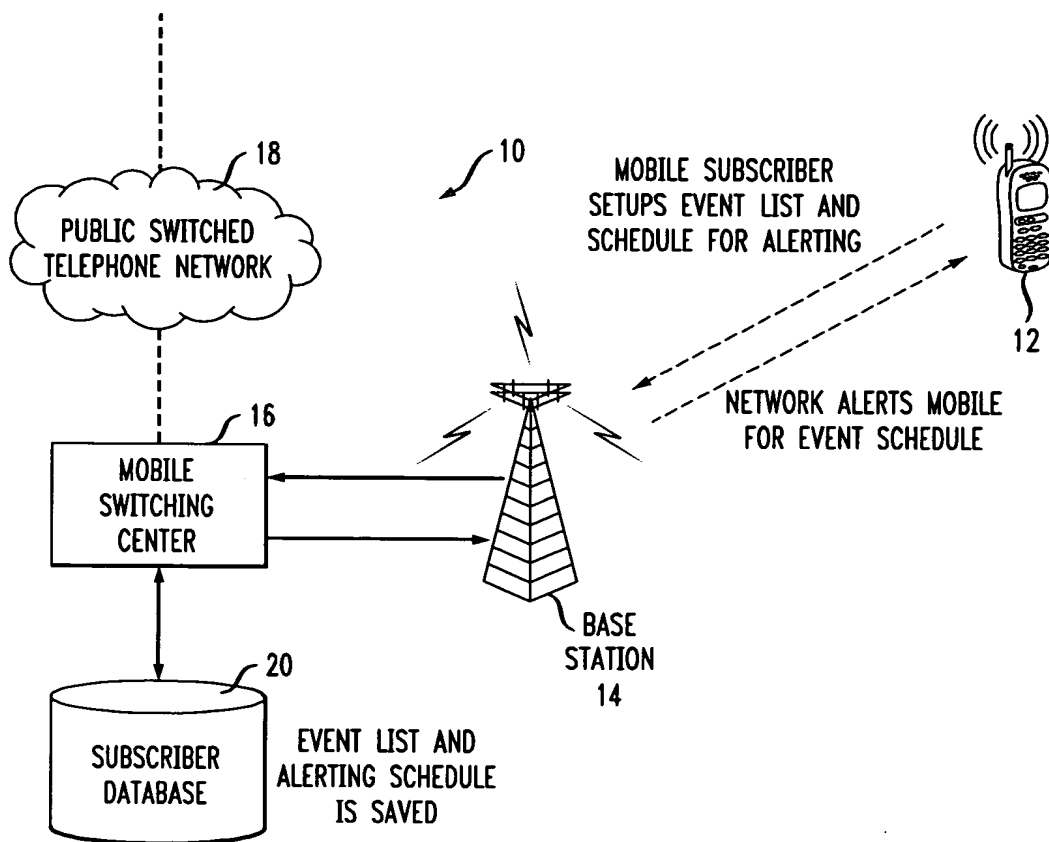 18
10
PUBLIC SWITCHED
TELEPHONE NETWORK
MOBILE SUBSCRIBER
SETUPS EVENT LIST AND
SCHEDULE FOR ALERTING
12
NETWORK ALERTS MOBILE
FOR EVENT SCHEDULE
16
MOBILE
SWITCHING
CENTER
BASE
STATION
14
20
SUBSCRIBER
DATABASE
EVENT LIST AND
ALERTING SCHEDULE
IS SAVED